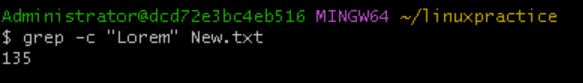 Administrator@dcd72e3bc4eb516 MINGW64 ~/linuxpractice
$ grep -c "Lorem" New.txt
135